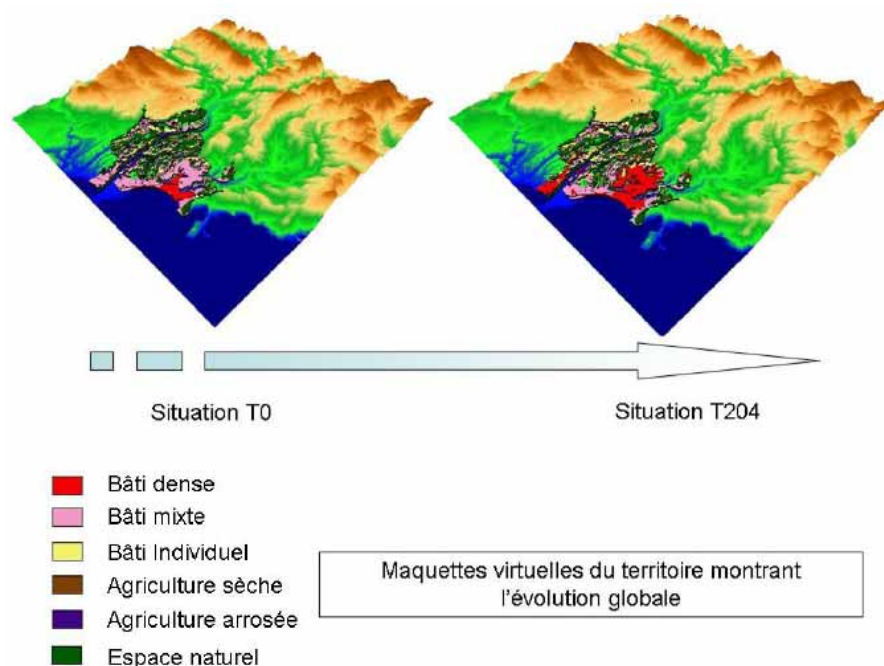 Situation T0
Situation T204
Bâti dense
Bâti mixte
Bâti Individuel
Agriculture sèche
Agriculture arrosée
Espace naturel
Maquettes virtuelles du territoire montrant
l'évolution globale